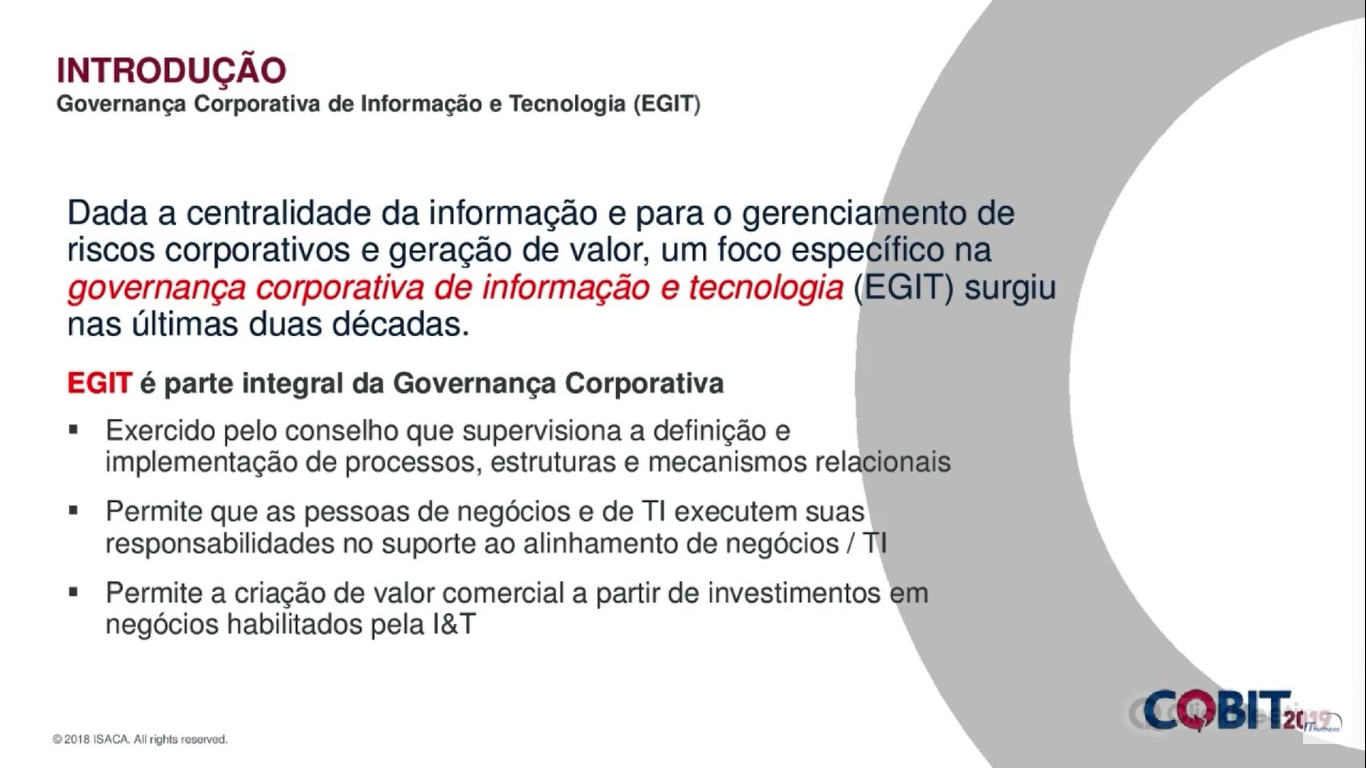 INTRODUÇÃO
Governança Corporativa de Informação e Tecnologia (EGIT)
Dada a centralidade da informação e para o gerenciamento de
riscos corporativos e geração de valor, um foco específico na
governança corporativa de informação e tecnologia (EGIT) surgiu
nas últimas duas décadas.
EGIT é parte integral da Governança Corporativa
▪ Exercido pelo conselho que supervisiona a definição e
implementação de processos, estruturas e mecanismos relacionais
▪ Permite que as pessoas de negócios e de TI executem suas
responsabilidades no suporte ao alinhamento de negócios / TI
▪ Permite a criação de valor comercial a partir de investimentos em
negócios habilitados pela I&T
© 2018 ISACA. All rights reserved.
COBIT 2019